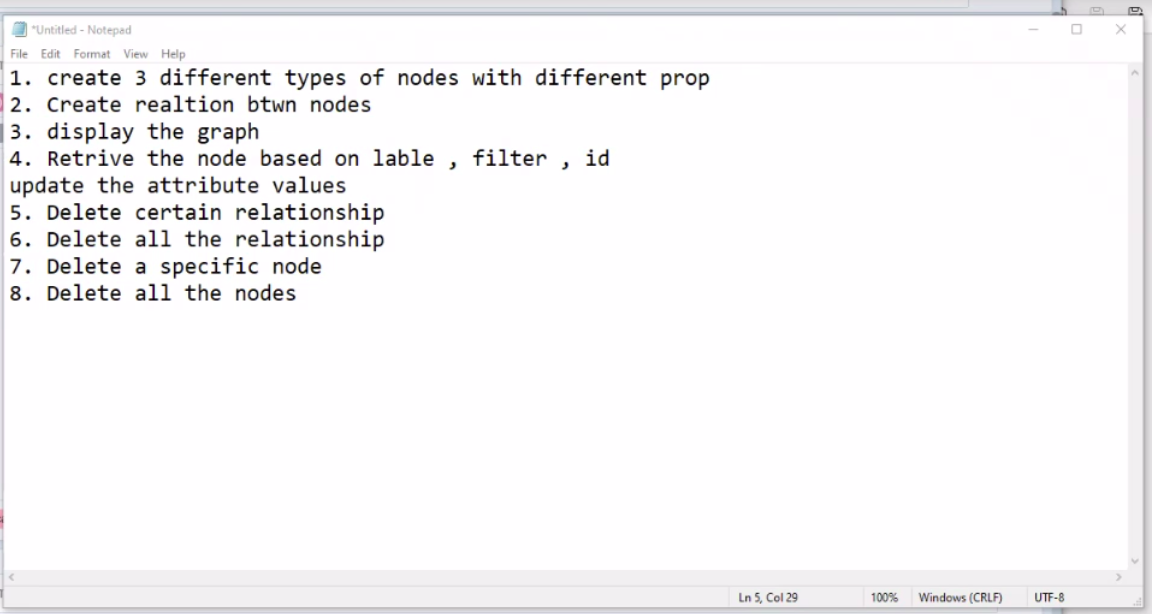 *Untitled - Notepad
File Edit Format View Help
1. create 3 different types of nodes with different prop
2. Create realtion btwn nodes
3. display the graph
4. Retrive the node based on lable , filter , id
update the attribute values
5. Delete certain relationship
6. Delete all the relationship
7. Delete a specific node
8. Delete all the nodes
Ln 5, Col 29 100% Windows (CRLF) UTF-8